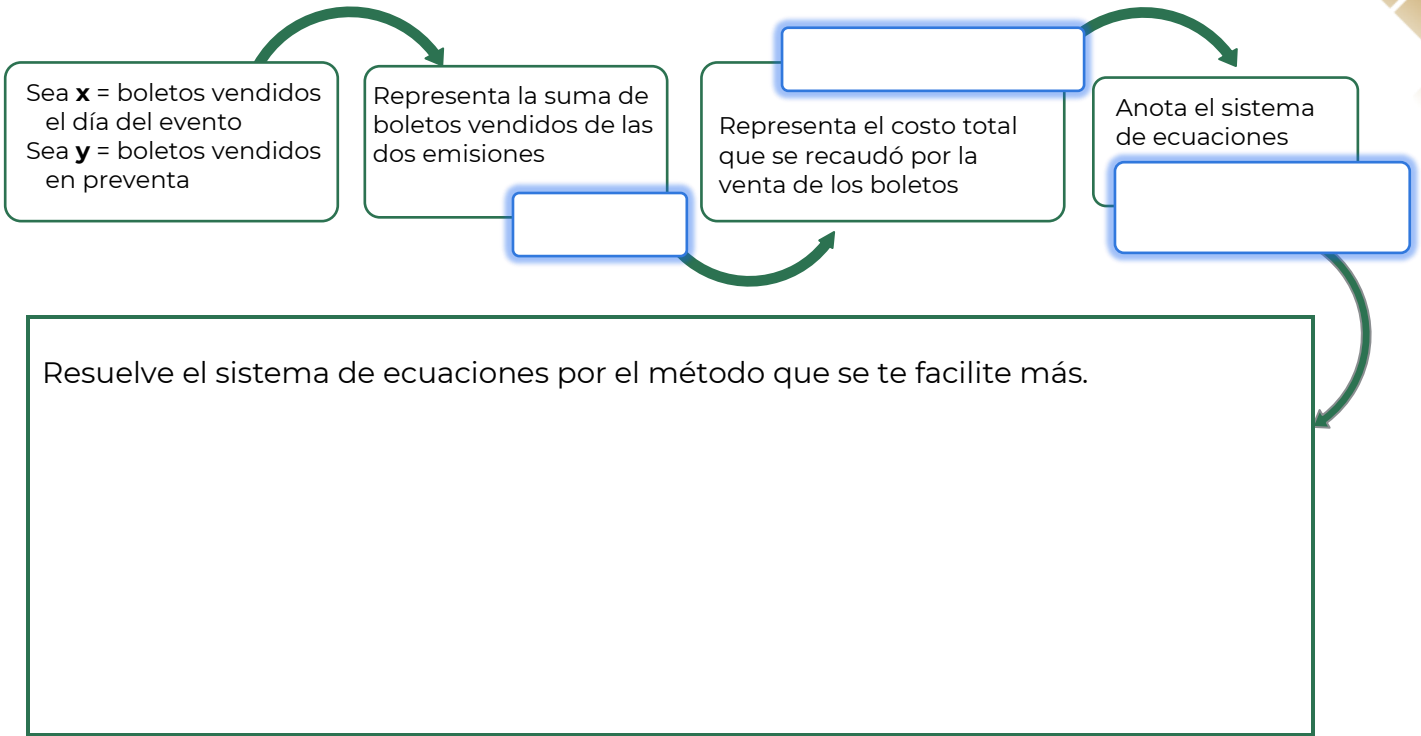 Sea x = boletos vendidos
el día del evento
Sea y = boletos vendidos
en preventa
Representa la suma de
boletos vendidos de las
dos emisiones
Representa el costo total
que se recaudó por la
venta de los boletos
Anota el sistema
de ecuaciones
Resuelve el sistema de ecuaciones por el método que se te facilite más.